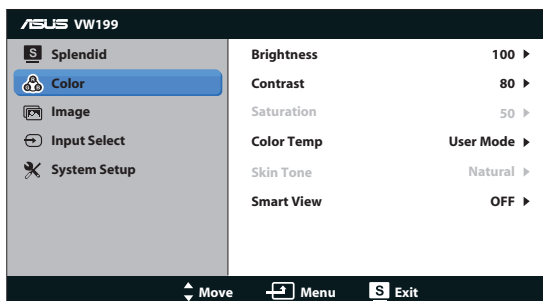 ASUS VW199
S Splendid
Color
Image
Input Select
System Setup
Brightness 100
Contrast 80
Saturation 50
Color Temp User Mode
Skin Tone Natural
Smart View OFF
Move Menu S Exit